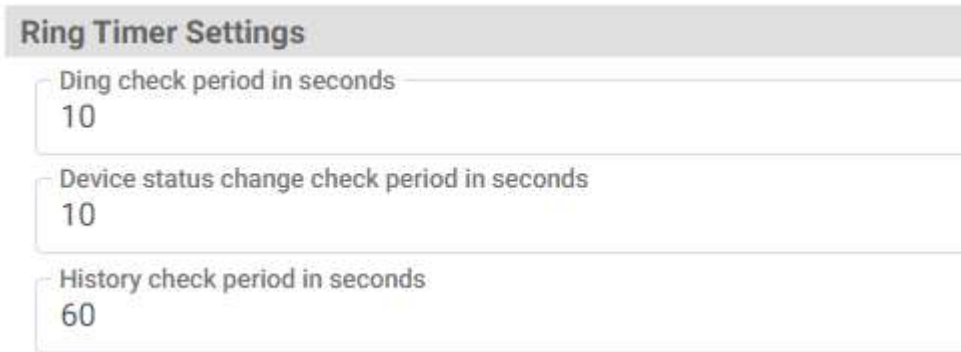 Ring Timer Settings
Ding check period in seconds
10
Device status change check period in seconds
10
History check period in seconds
60